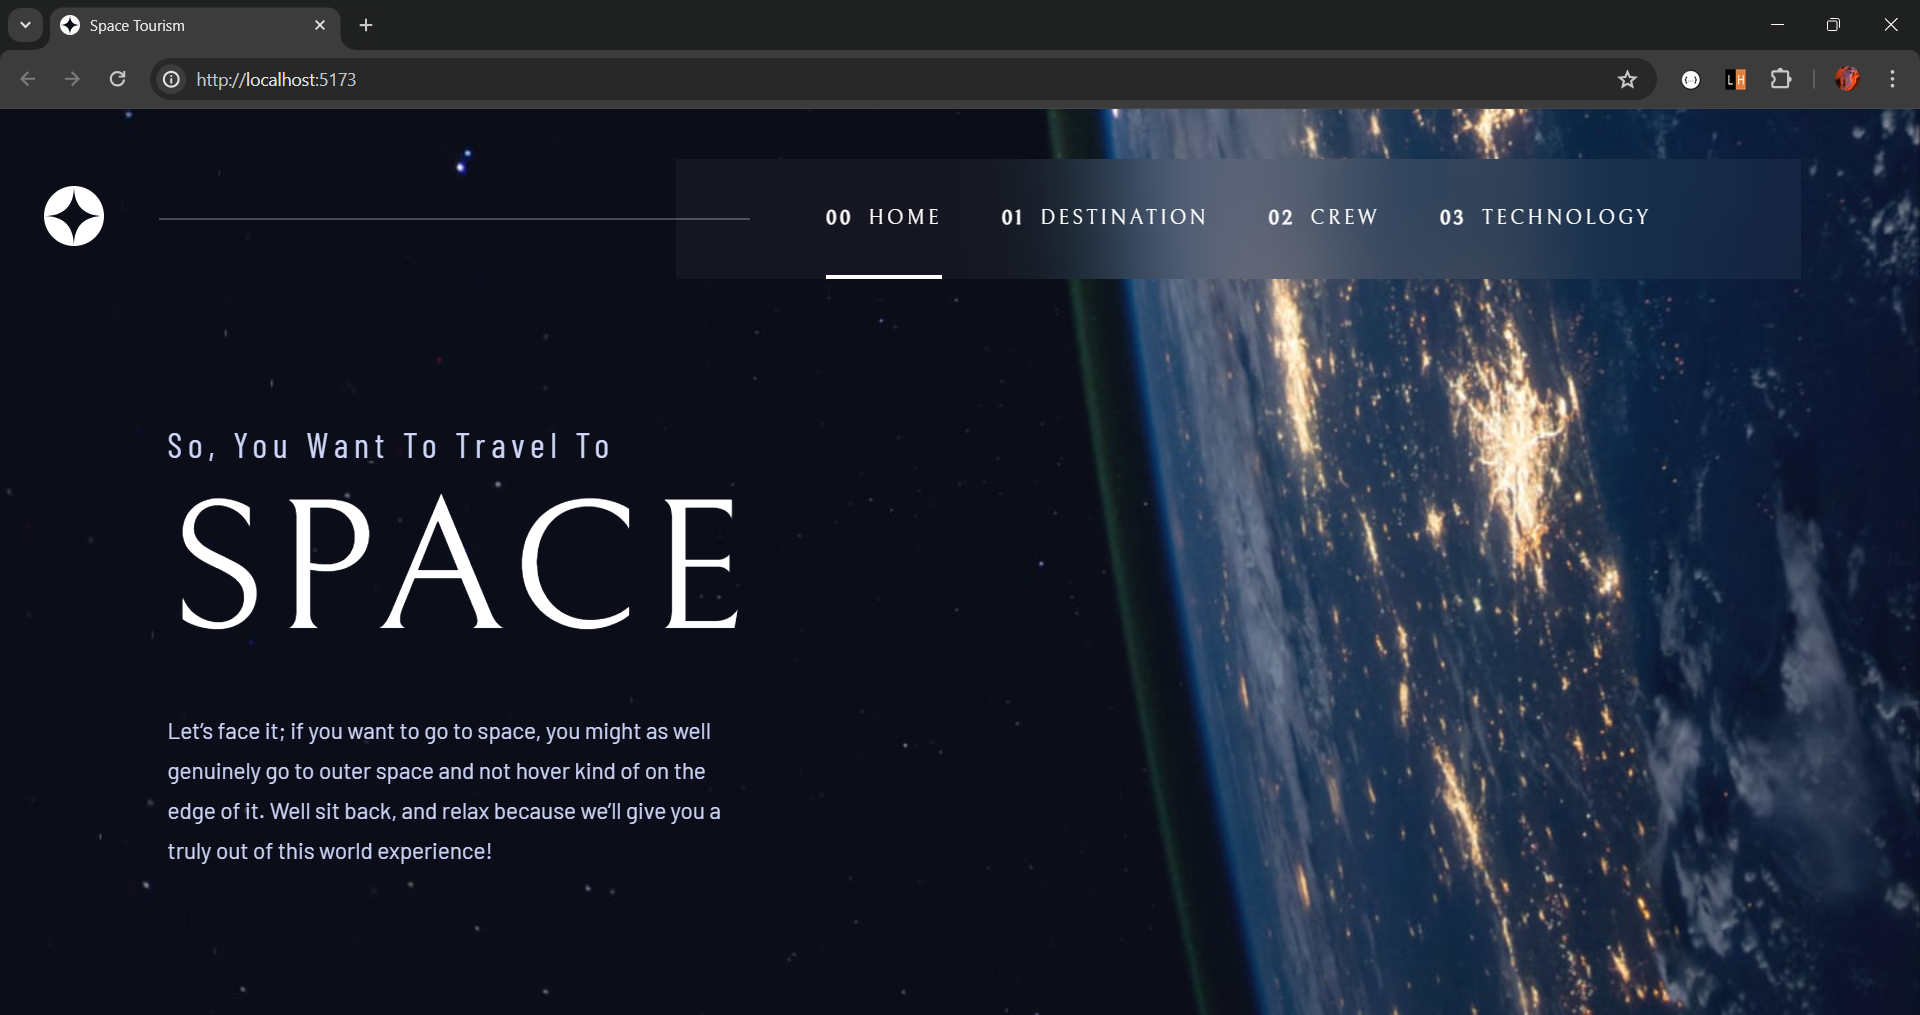 Space Tourism
http://localhost:5173
L H
00 HOME 01 DESTINATION 02 CREW 03 TECHNOLOGY
So, You Want To Travel To
SPACE
Let’s face it; if you want to go to space, you might as well
genuinely go to outer space and not hover kind of on the
edge of it. Well sit back, and relax because we’ll give you a
truly out of this world experience!